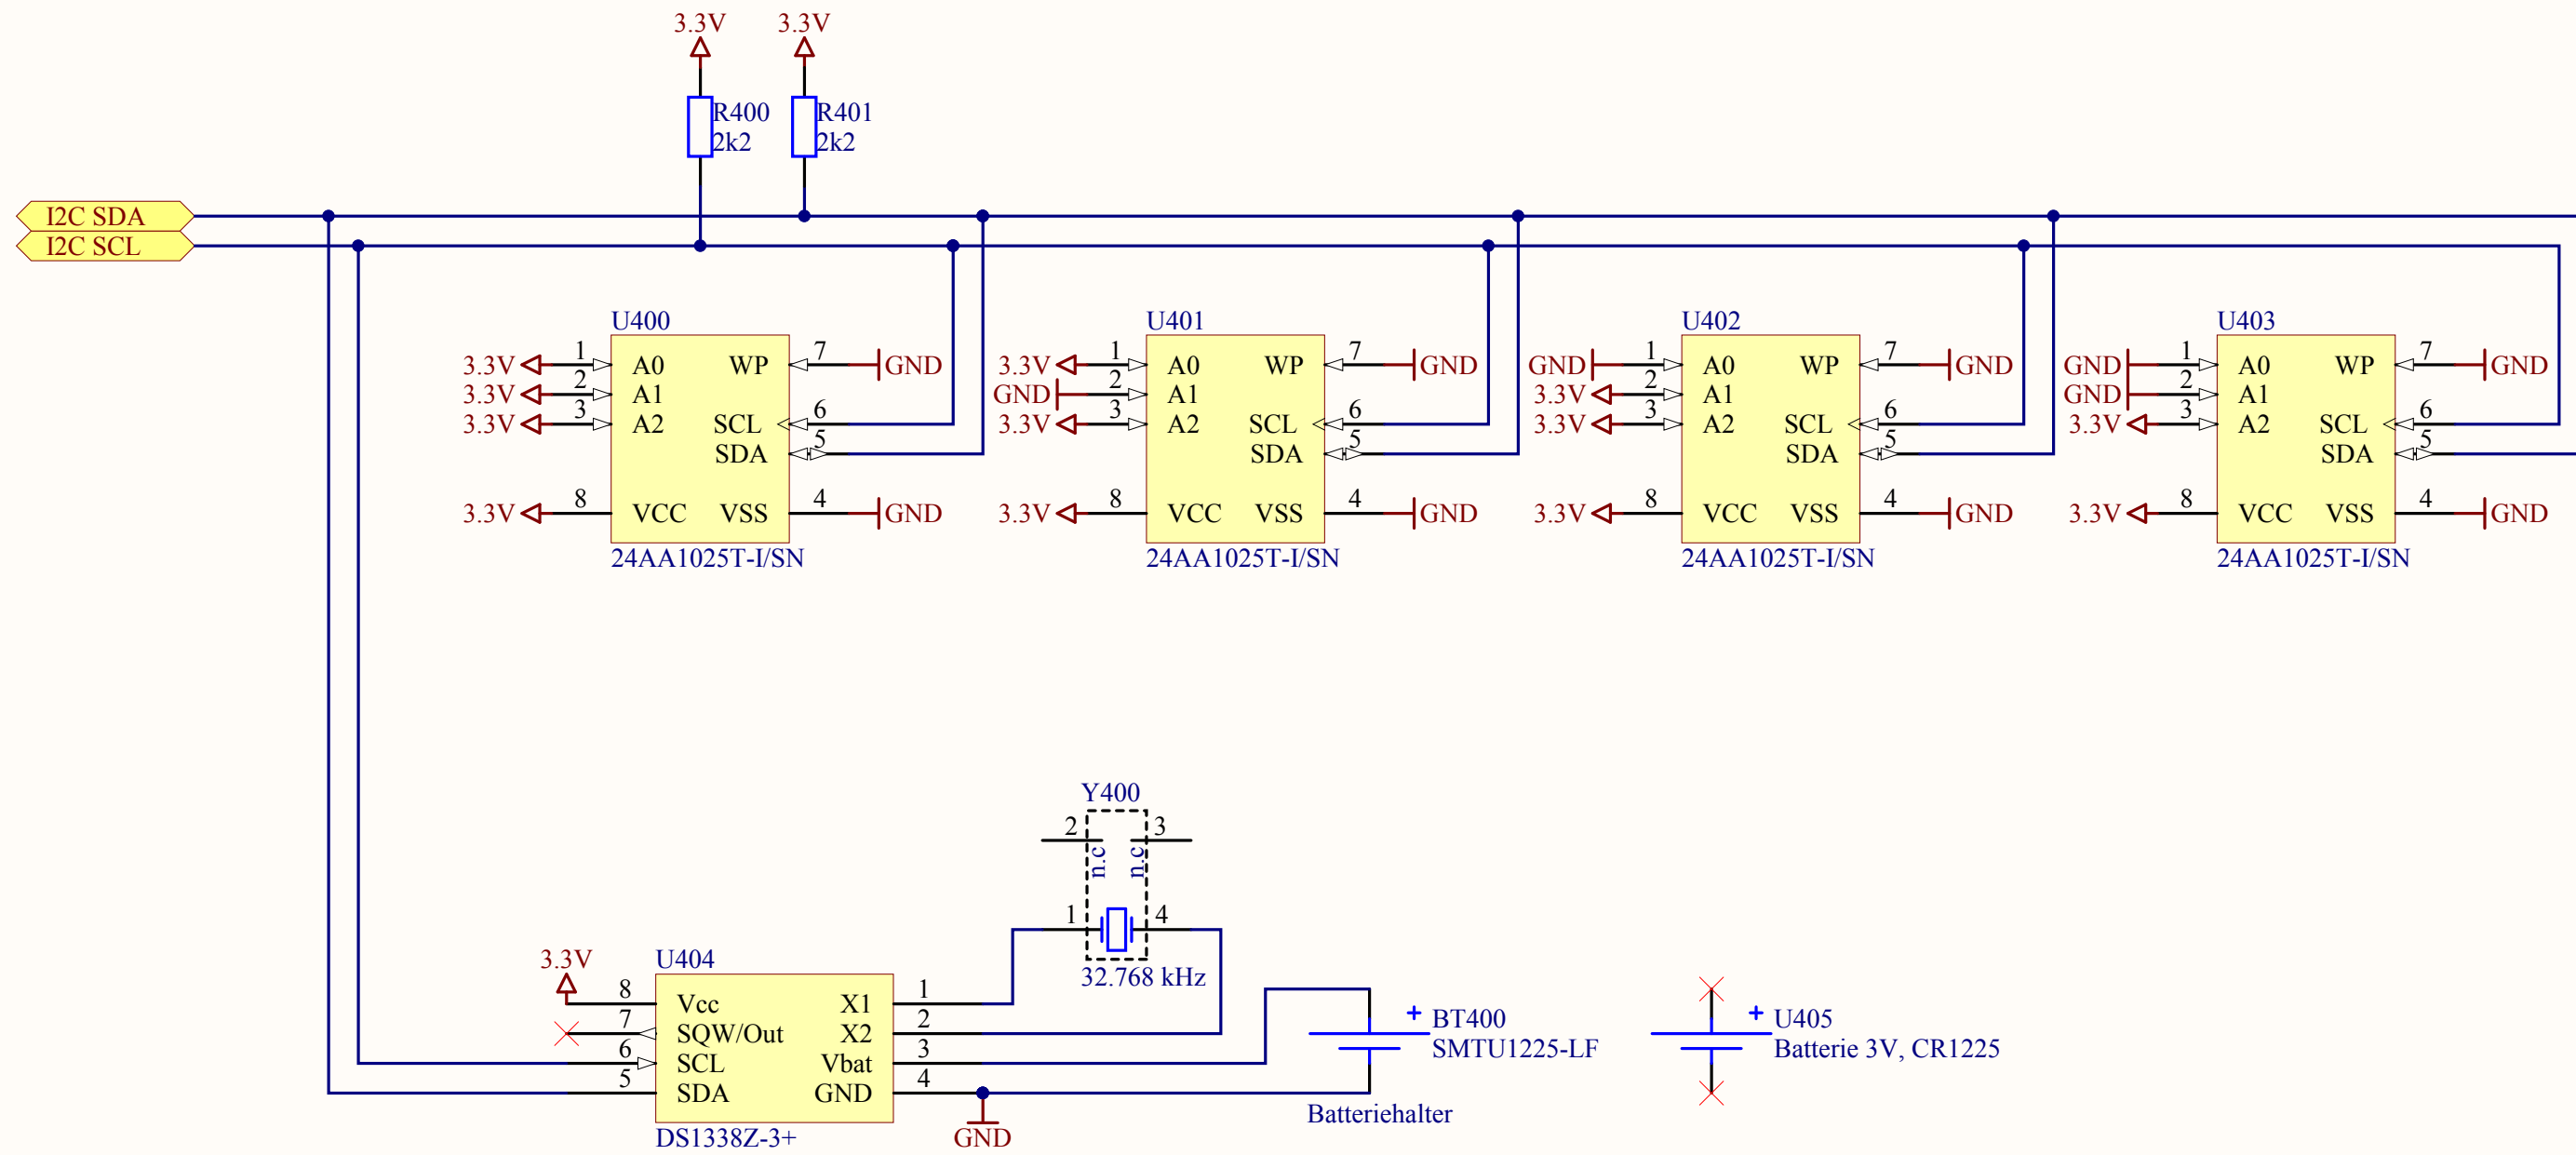 3.3V 3.3V
R400 R401
2k2 2k2
I2C SDA
I2C SCL
U400
3.3V 1 A0 WP 7 GND
3.3V 2 A1
3.3V 3 A2 SCL 6
SDA 5
3.3V 8 VCC VSS 4 GND
24AA1025T-I/SN
U401
3.3V 1 A0 WP 7 GND
GND 2 A1
3.3V 3 A2 SCL 6
SDA 5
3.3V 8 VCC VSS 4 GND
24AA1025T-I/SN
U402
GND 1 A0 WP 7 GND
3.3V 2 A1
3.3V 3 A2 SCL 6
SDA 5
3.3V 8 VCC VSS 4 GND
24AA1025T-I/SN
U403
GND 1 A0 WP 7 GND
GND 2 A1
3.3V 3 A2 SCL 6
SDA 5
3.3V 8 VCC VSS 4 GND
24AA1025T-I/SN
Y400
2 3
n.c n.c
1 4
32.768 kHz
3.3V
U404
8 Vcc X1 1
7 SQW/Out X2 2
6 SCL Vbat 3
5 SDA GND 4
DS1338Z-3+
GND
+ BT400
SMTU1225-LF
Batteriehalter
+ U405
Batterie 3V, CR1225